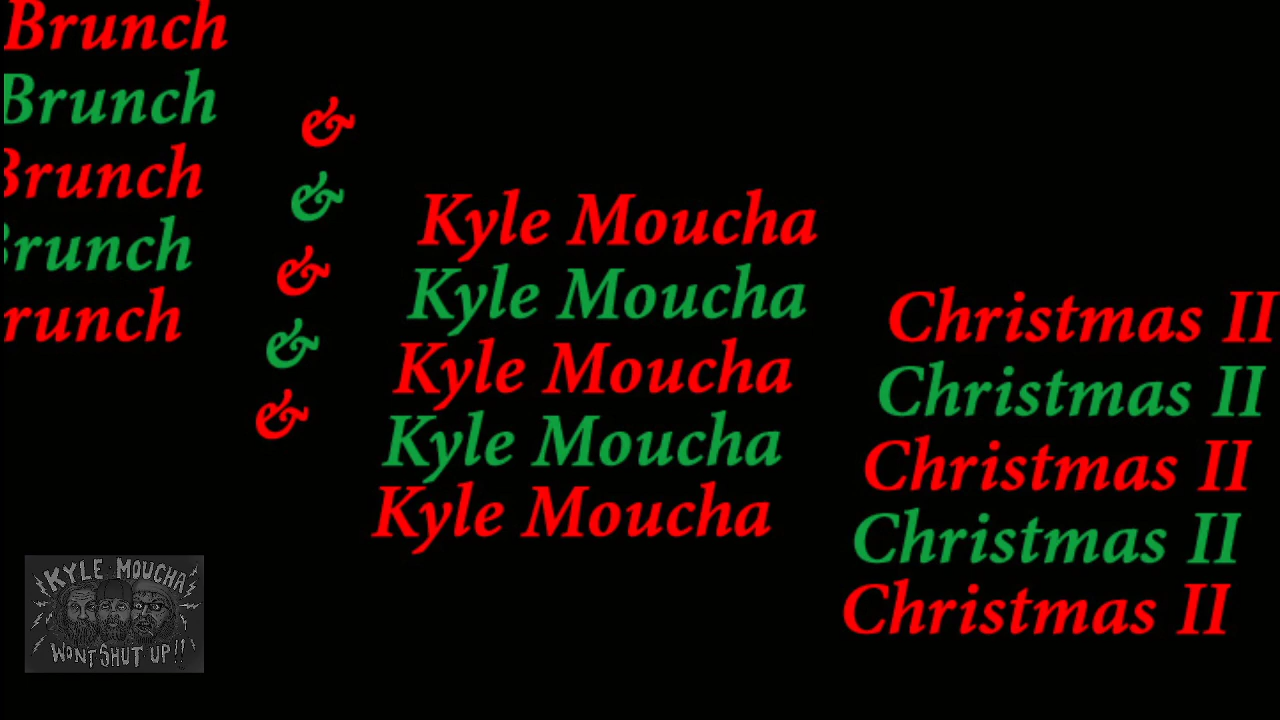 Brunch
Brunch
Brunch
Brunch
runch
&
&
&
&
&
Kyle Moucha
Kyle Moucha
Kyle Moucha
Kyle Moucha
Kyle Moucha
Christmas II
Christmas II
Christmas II
Christmas II
Christmas II
KYLE MOUCHA
WONT SHUT UP!!